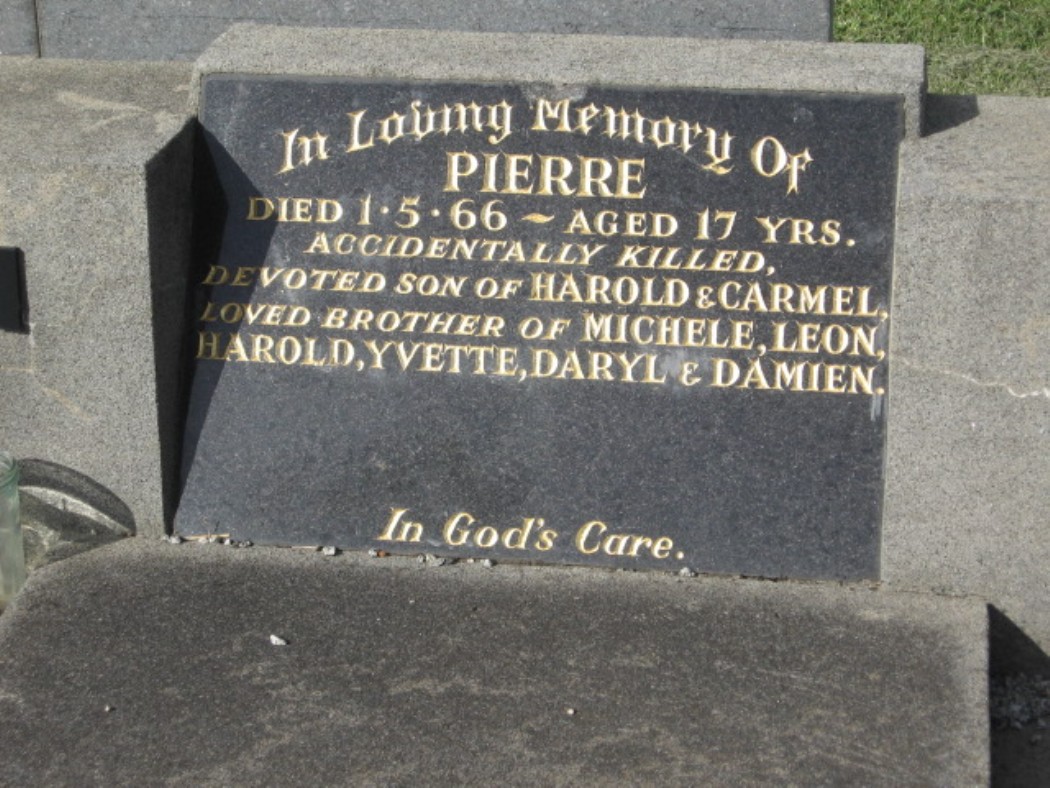 In Loving Memory Of
PIERRE
DIED 1·5·66 ~ AGED 17 YRS.
ACCIDENTALLY KILLED,
DEVOTED SON OF HAROLD & CARMEL,
LOVED BROTHER OF MICHELE, LEON,
HAROLD, YVETTE, DARYL & DAMIEN.
In God's Care.